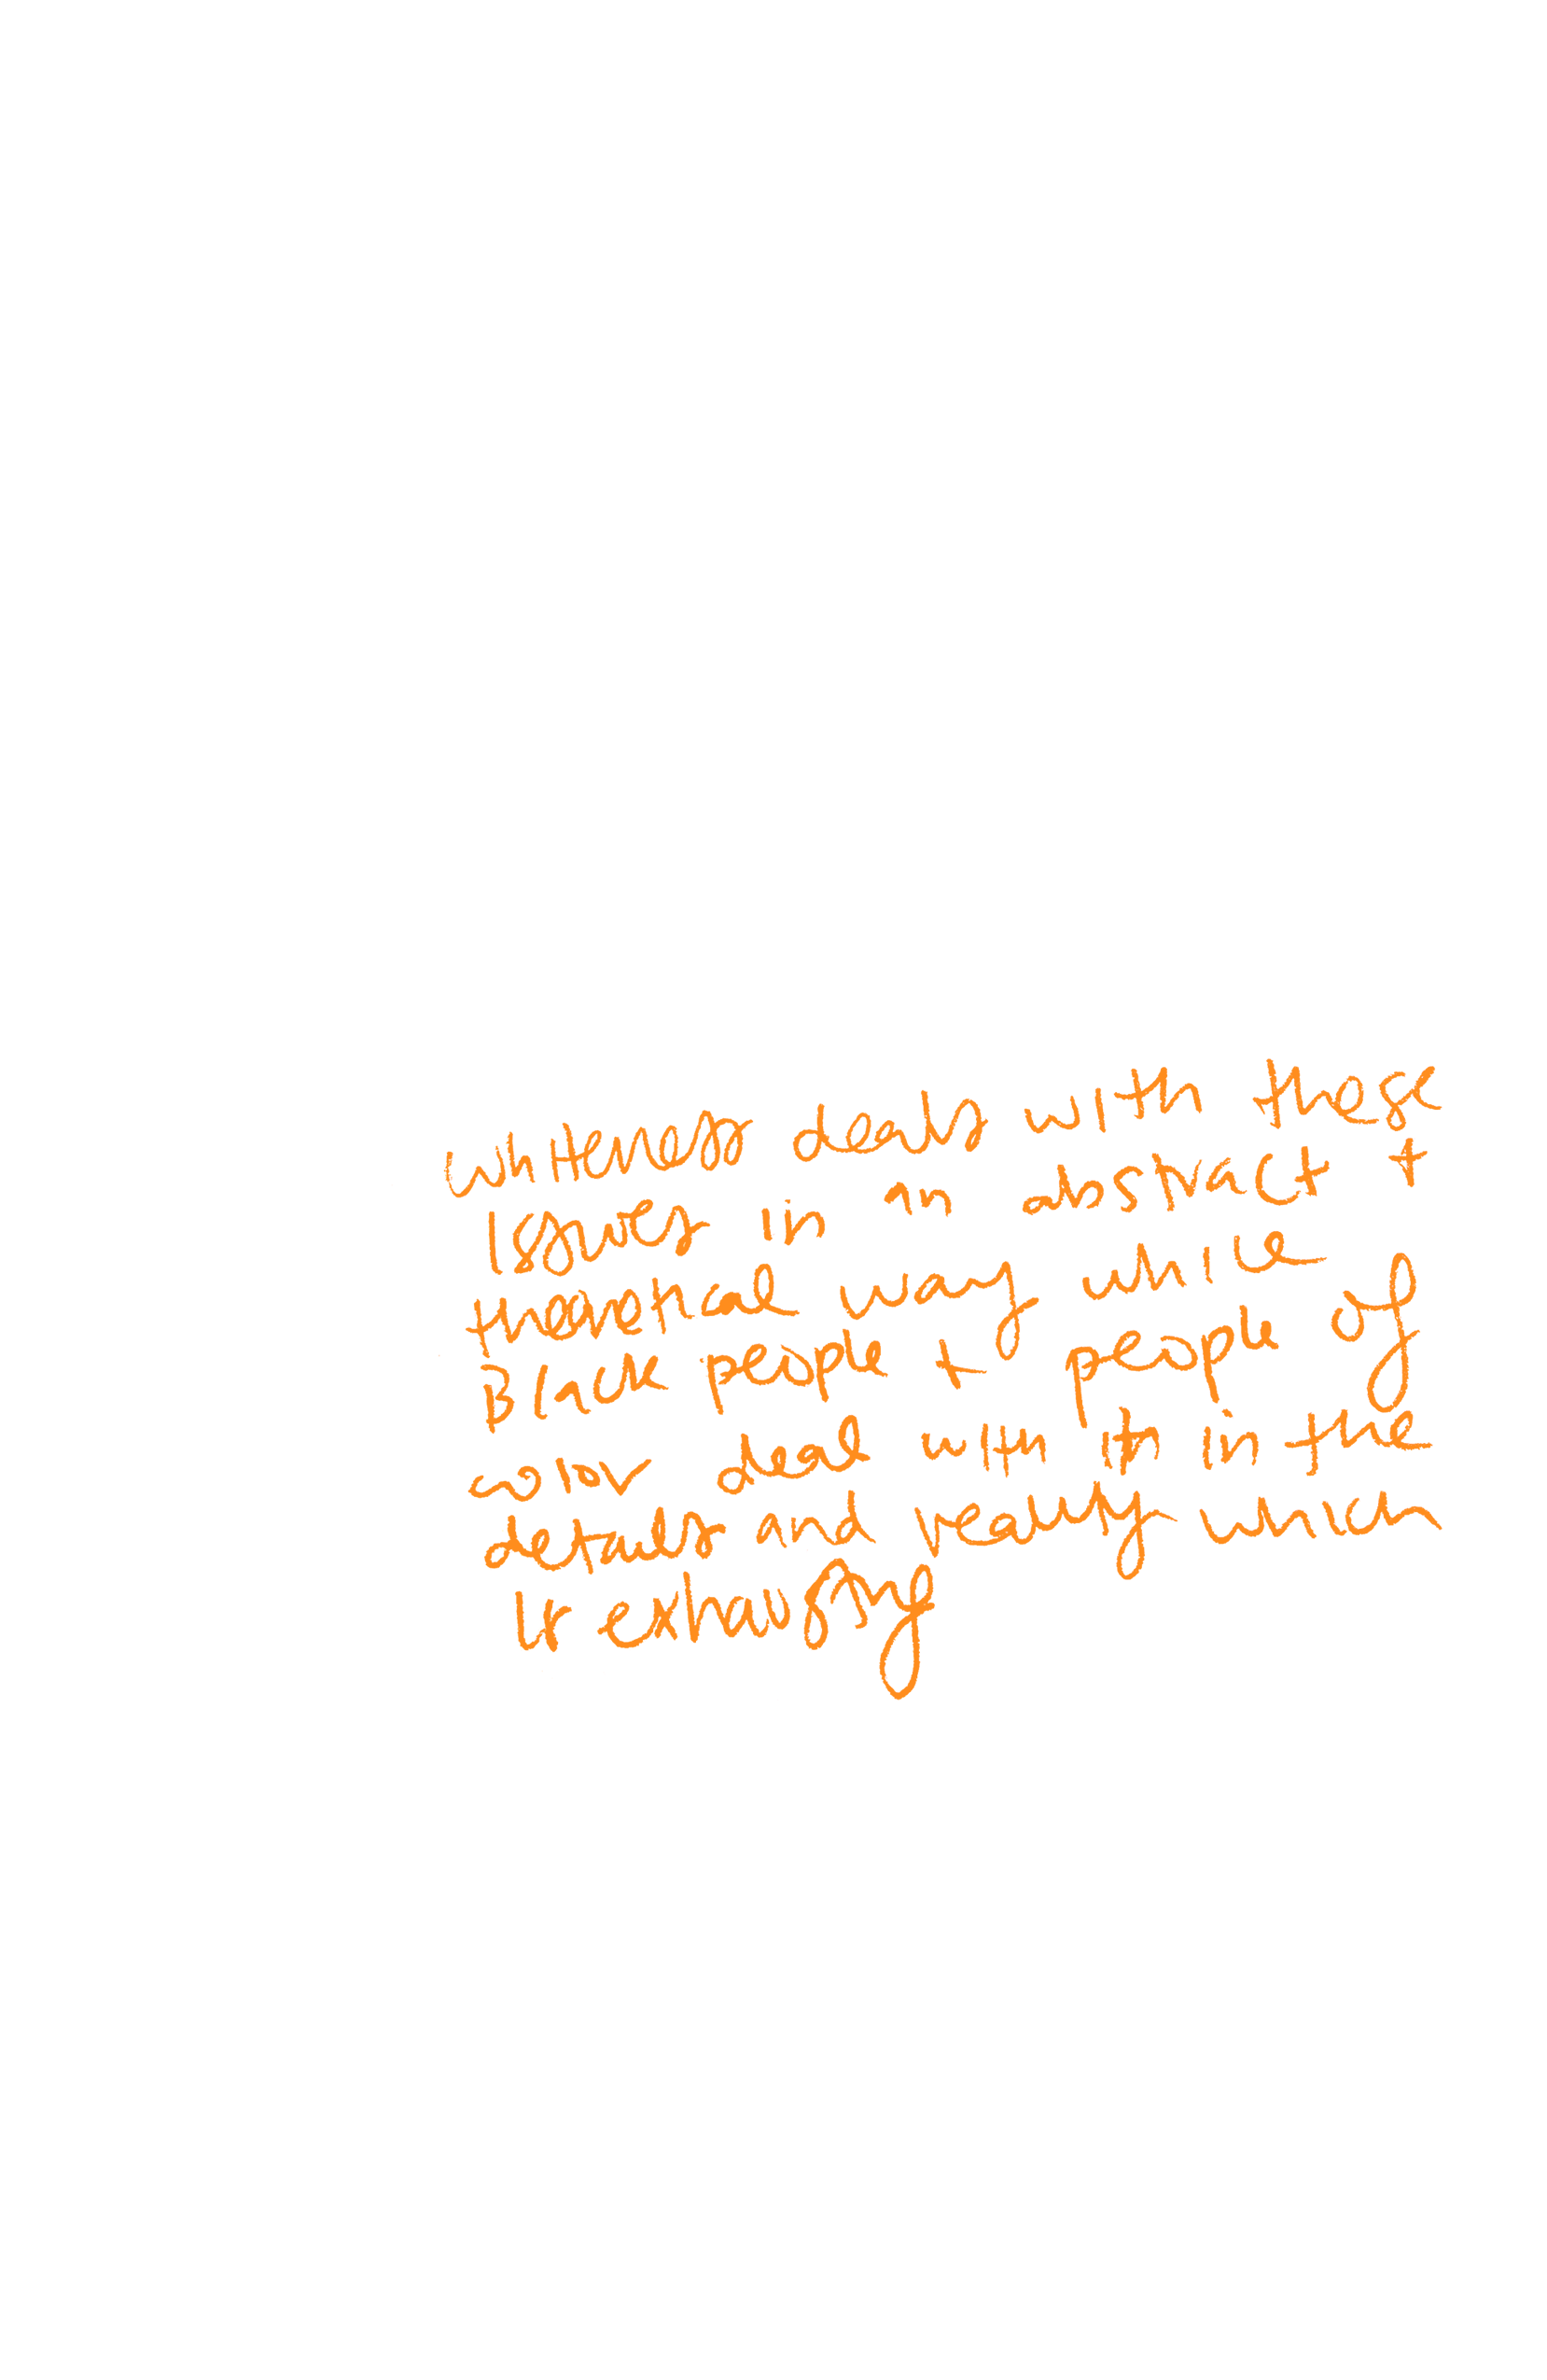 whiteness deals with these
issues in an abstract +
theoretical way while
Black people + people of
color deal with it in the
details and reality which
is exhausting